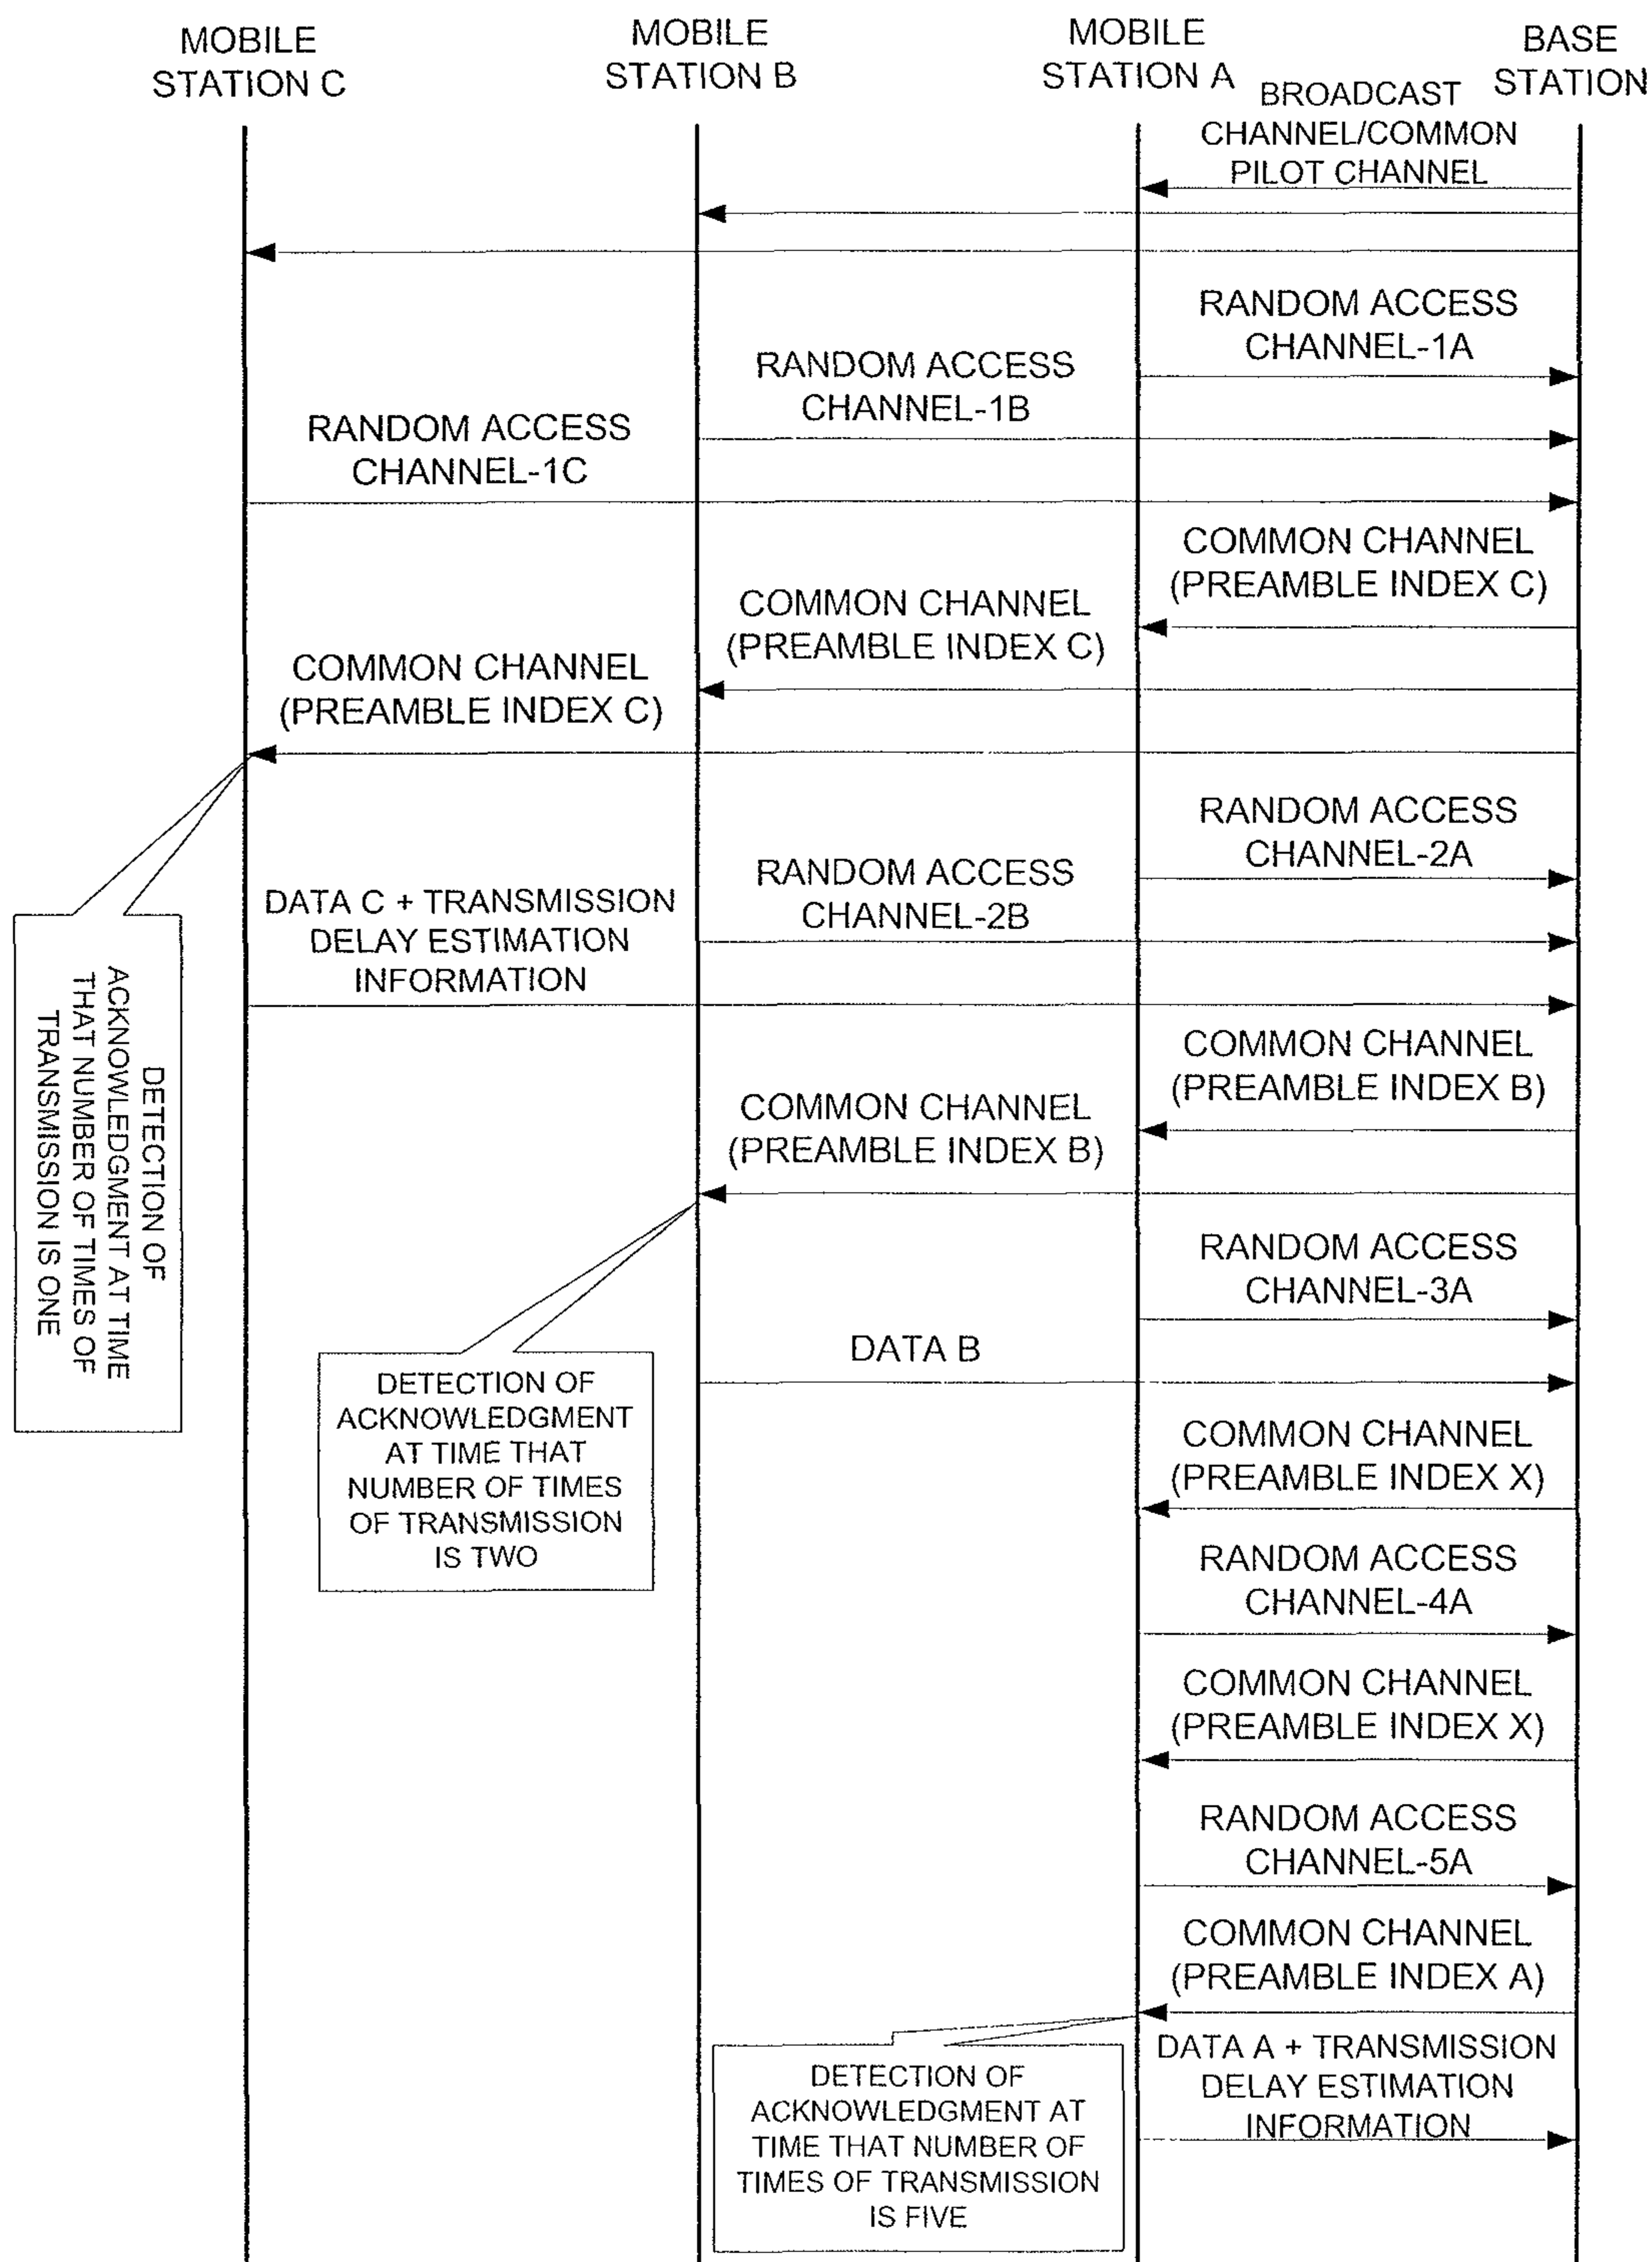 MOBILE
STATION C
MOBILE
STATION B
MOBILE
STATION A
BASE
STATION
BROADCAST
CHANNEL/COMMON
PILOT CHANNEL
RANDOM ACCESS
CHANNEL-1A
RANDOM ACCESS
CHANNEL-1B
RANDOM ACCESS
CHANNEL-1C
COMMON CHANNEL
(PREAMBLE INDEX C)
COMMON CHANNEL
(PREAMBLE INDEX C)
COMMON CHANNEL
(PREAMBLE INDEX C)
RANDOM ACCESS
CHANNEL-2A
RANDOM ACCESS
CHANNEL-2B
DATA C + TRANSMISSION
DELAY ESTIMATION
INFORMATION
DETECTION OF
ACKNOWLEDGMENT AT TIME
THAT NUMBER OF TIMES OF
TRANSMISSION IS ONE
COMMON CHANNEL
(PREAMBLE INDEX B)
COMMON CHANNEL
(PREAMBLE INDEX B)
RANDOM ACCESS
CHANNEL-3A
DATA B
DETECTION OF
ACKNOWLEDGMENT
AT TIME THAT
NUMBER OF TIMES
OF TRANSMISSION
IS TWO
COMMON CHANNEL
(PREAMBLE INDEX X)
RANDOM ACCESS
CHANNEL-4A
COMMON CHANNEL
(PREAMBLE INDEX X)
RANDOM ACCESS
CHANNEL-5A
COMMON CHANNEL
(PREAMBLE INDEX A)
DATA A + TRANSMISSION
DELAY ESTIMATION
INFORMATION
DETECTION OF
ACKNOWLEDGMENT AT
TIME THAT NUMBER OF
TIMES OF TRANSMISSION
IS FIVE